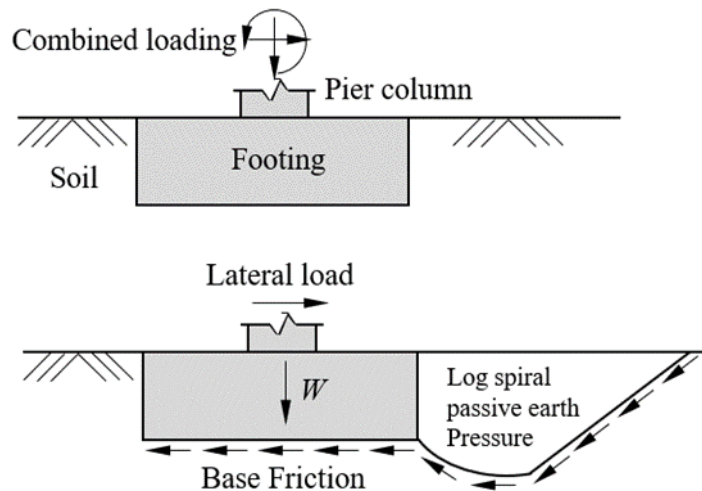 Combined loading
Pier column
Footing
Soil
Lateral load
W
Log spiral
passive earth
Pressure
Base Friction